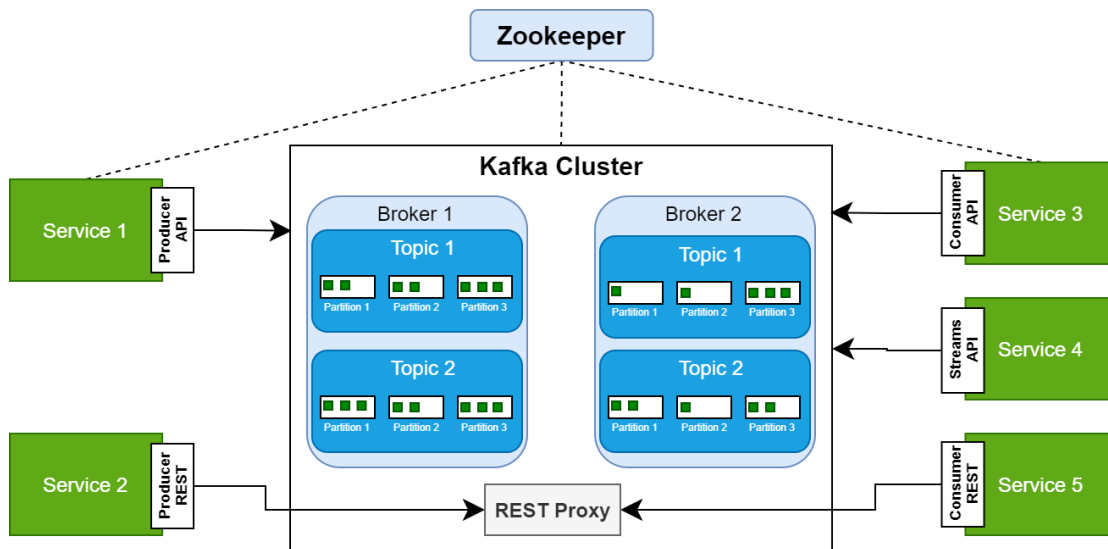 Zookeeper
Kafka Cluster
Service 1
Producer
API
Service 2
Producer
REST
Broker 1
Topic 1
Partition 1
Partition 2
Partition 3
Topic 2
Partition 1
Partition 2
Partition 3
Broker 2
Topic 1
Partition 1
Partition 2
Partition 3
Topic 2
Partition 1
Partition 2
Partition 3
REST Proxy
Consumer
API
Service 3
Streams
API
Service 4
Consumer
REST
Service 5